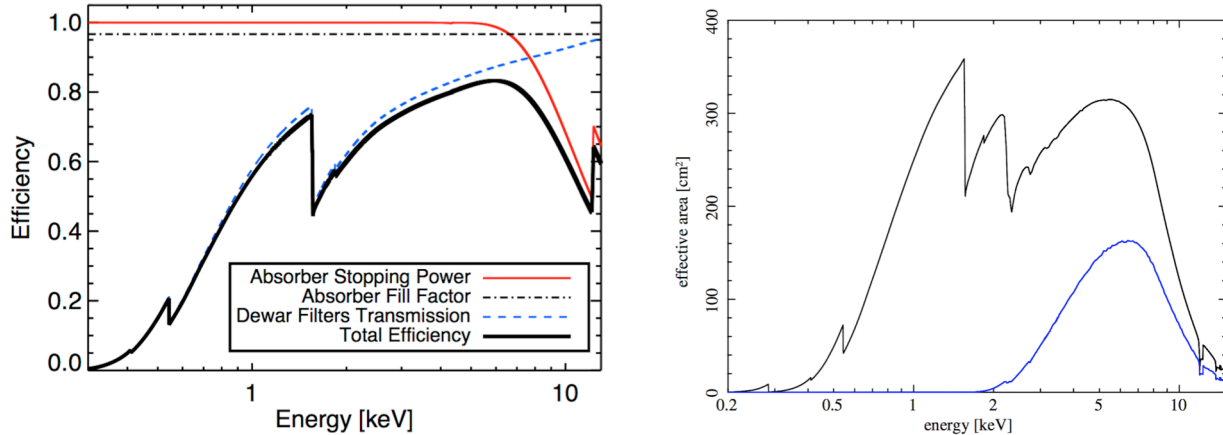 1.0
0.8
0.6
0.4
0.2
0.0
Efficiency
Absorber Stopping Power
Absorber Fill Factor
Dewar Filters Transmission
Total Efficiency
1
10
Energy [keV]
400
300
200
100
0
effective area [cm²]
0.2
0.5
1
2
5
10
energy [keV]